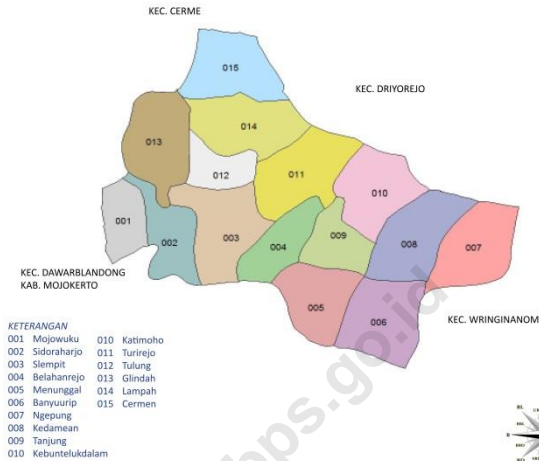 KEC. CERME
015
KEC. DRIYOREJO
014
013
012
011
010
001
002
003
004
009
008
007
KEC. DAWARBLANDONG
KAB. MOJOKERTO
005
006
KEC. WRINGINANOM
KETERANGAN
001 Mojowuku 010 Katimoho
002 Sidoraharjo 011 Turirejo
003 Slempit 012 Tulung
004 Belahanrejo 013 Glindah
005 Menunggal 014 Lampah
006 Banyuurip 015 Cermen
007 Ngepung
008 Kedamean
009 Tanjung
010 Kebuntelukdalam
bps.go.id